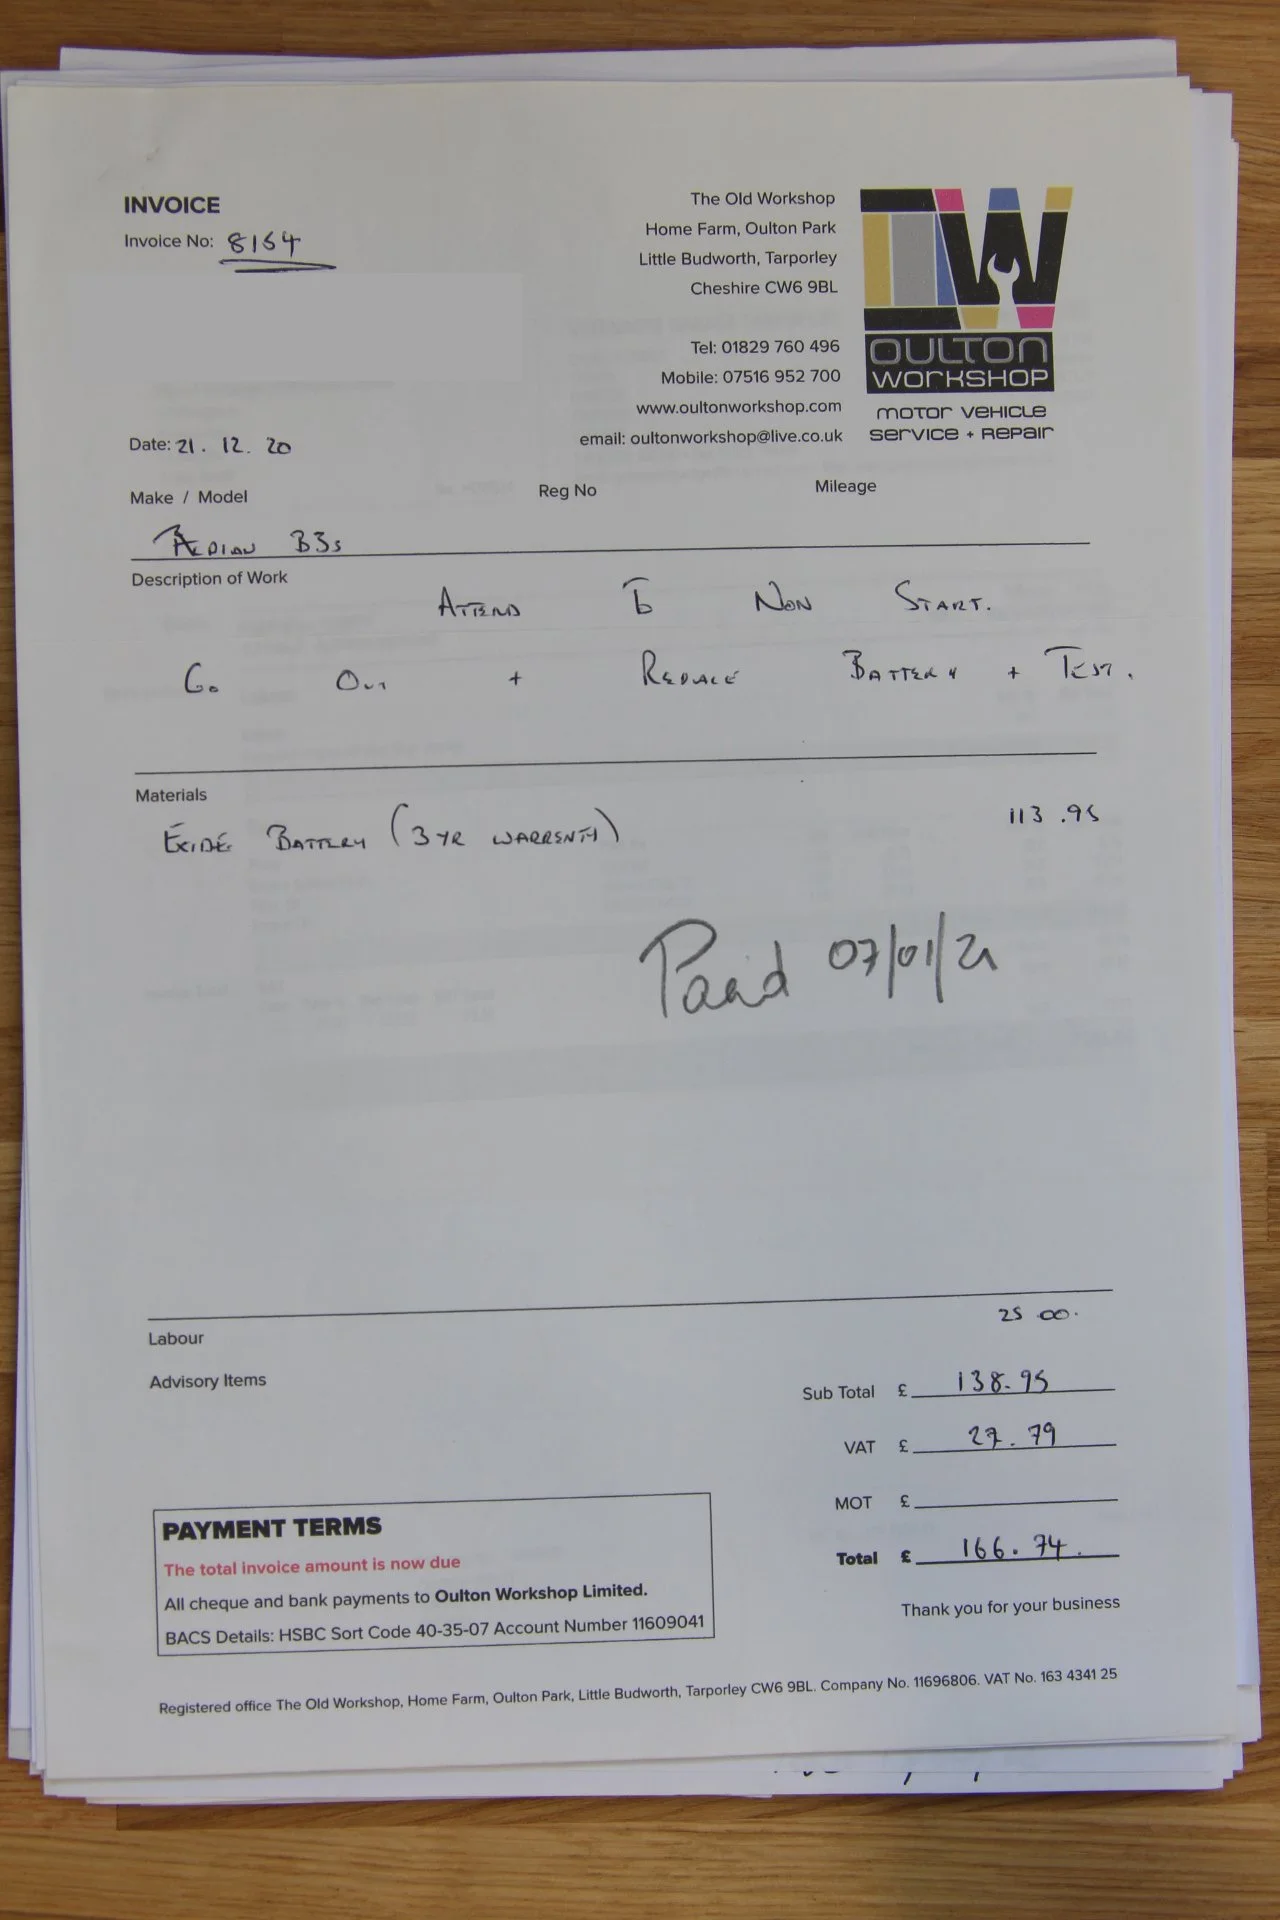 INVOICE
Invoice No: 8154
The Old Workshop
Home Farm, Oulton Park
Little Budworth, Tarporley
Cheshire CW6 9BL
Tel: 01829 760 496
Mobile: 07516 952 700
www.oultonworkshop.com
email: oultonworkshop@live.co.uk
OULTON
WORKSHOP
MOTOR VEHICLE
SERVICE + REPAIR
Date: 21. 12. 20
Make / Model Reg No Mileage
B3s
Description of Work
ATTEND TO NON START.
GO OUT + REPLACE BATTERY + TEST.
Materials
EXIDE BATTERY (3 YR WARRENTY) 113.95
Paid 07/01/21
Labour 25 00.
Advisory Items
Sub Total £ 138.95
VAT £ 27.79
MOT £
Total £ 166.74.
PAYMENT TERMS
The total invoice amount is now due
All cheque and bank payments to Oulton Workshop Limited.
BACS Details: HSBC Sort Code 40-35-07 Account Number 11609041
Thank you for your business
Registered office The Old Workshop, Home Farm, Oulton Park, Little Budworth, Tarporley CW6 9BL. Company No. 11696806. VAT No. 163 4341 25